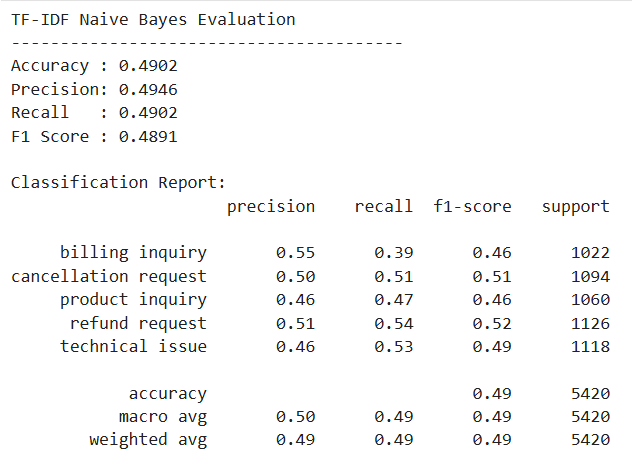 TF-IDF Naive Bayes Evaluation
----------------------------------------
Accuracy : 0.4902
Precision: 0.4946
Recall   : 0.4902
F1 Score : 0.4891

Classification Report:
                      precision    recall  f1-score   support

     billing inquiry       0.55      0.39      0.46      1022
cancellation request       0.50      0.51      0.51      1094
     product inquiry       0.46      0.47      0.46      1060
      refund request       0.51      0.54      0.52      1126
     technical issue       0.46      0.53      0.49      1118

            accuracy                           0.49      5420
           macro avg       0.50      0.49      0.49      5420
        weighted avg       0.49      0.49      0.49      5420